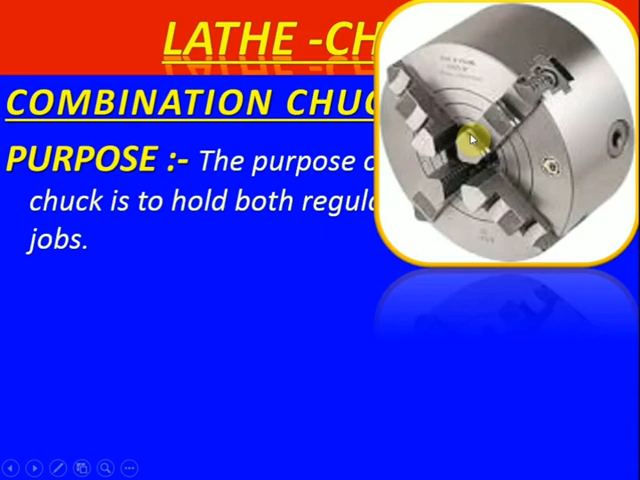 LATHE -CH
COMBINATION CHUC
PURPOSE :- The purpose o
chuck is to hold both regul
jobs.